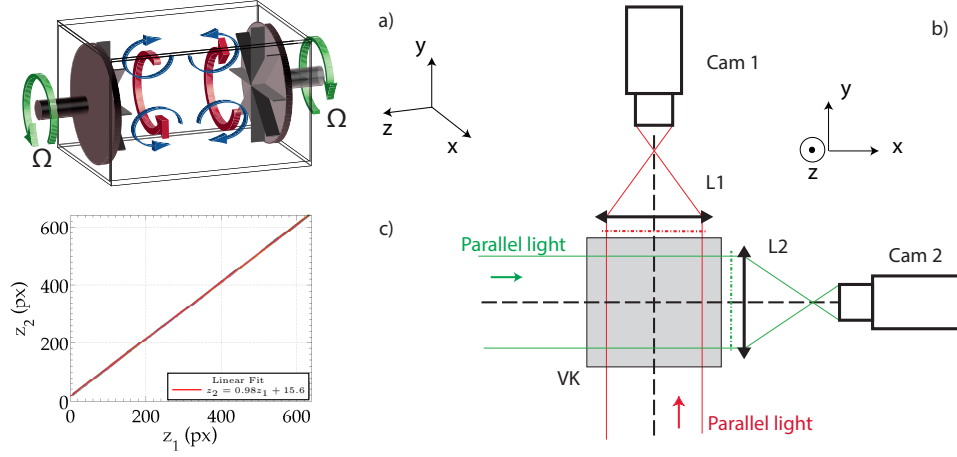 a)
Ω
Ω
y
z
x
b)
Cam 1
y
x
z
L1
c)
Parallel light
L2
Cam 2
VK
Parallel light
600
400
200
0
z2 (px)
Linear Fit
z2 = 0.98z1 + 15.6
0 200 400 600
z1 (px)